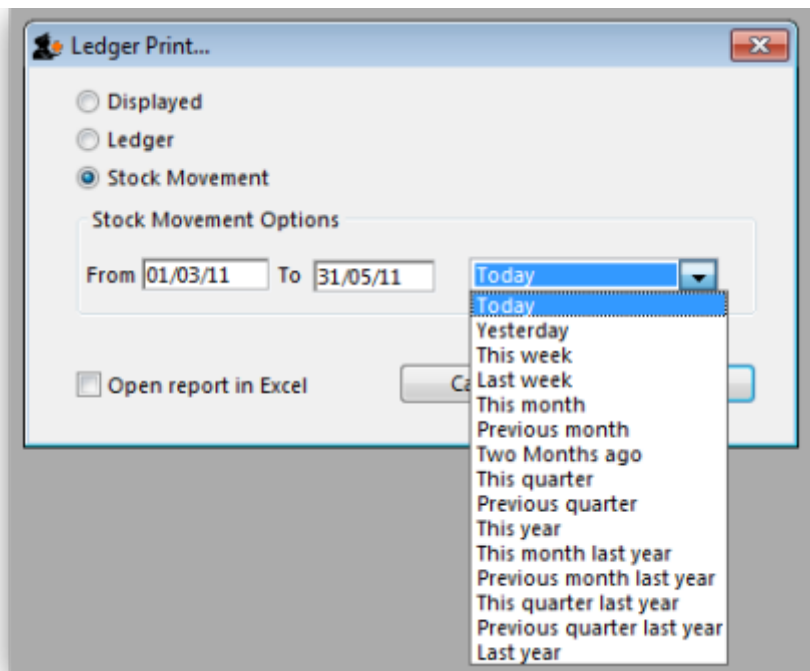 Ledger Print...
Displayed
Ledger
Stock Movement
Stock Movement Options
From 01/03/11 To 31/05/11 Today
Today
Yesterday
This week
Last week
This month
Previous month
Two Months ago
This quarter
Previous quarter
This year
This month last year
Previous month last year
This quarter last year
Previous quarter last year
Last year
Open report in Excel